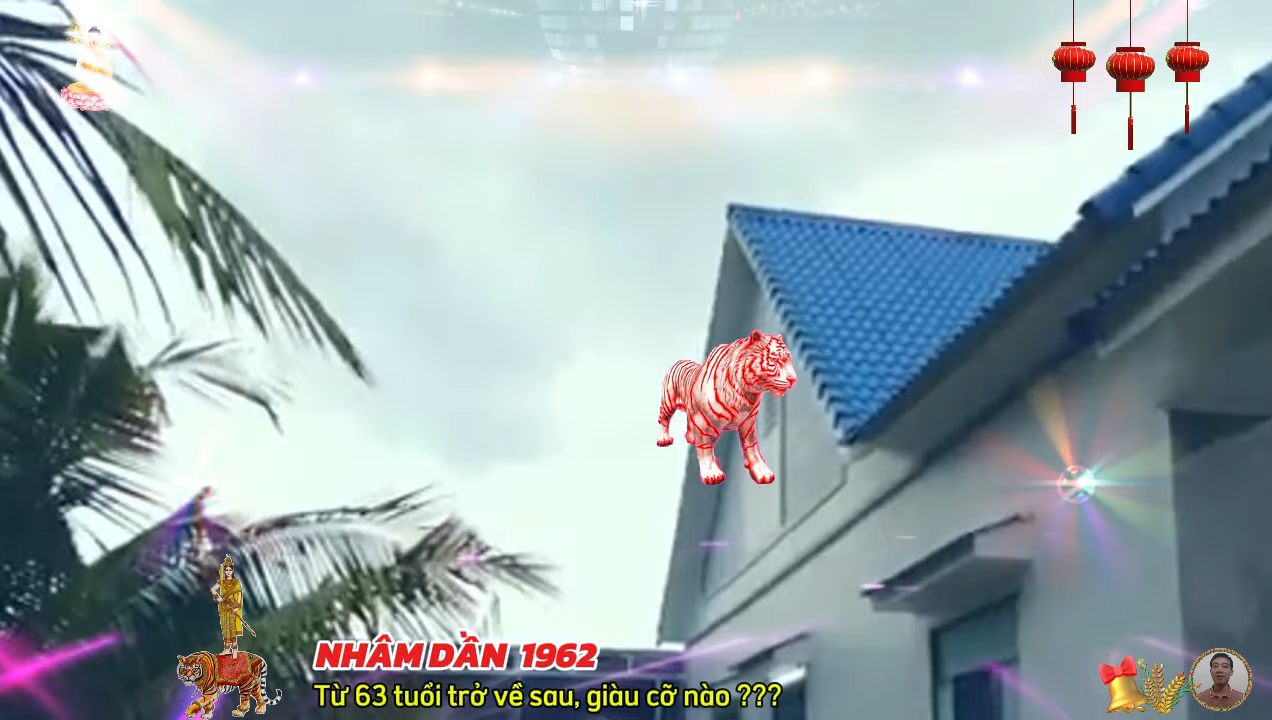 NHÂM DẦN 1962
Từ 63 tuổi trở về sau, giàu cỡ nào ???